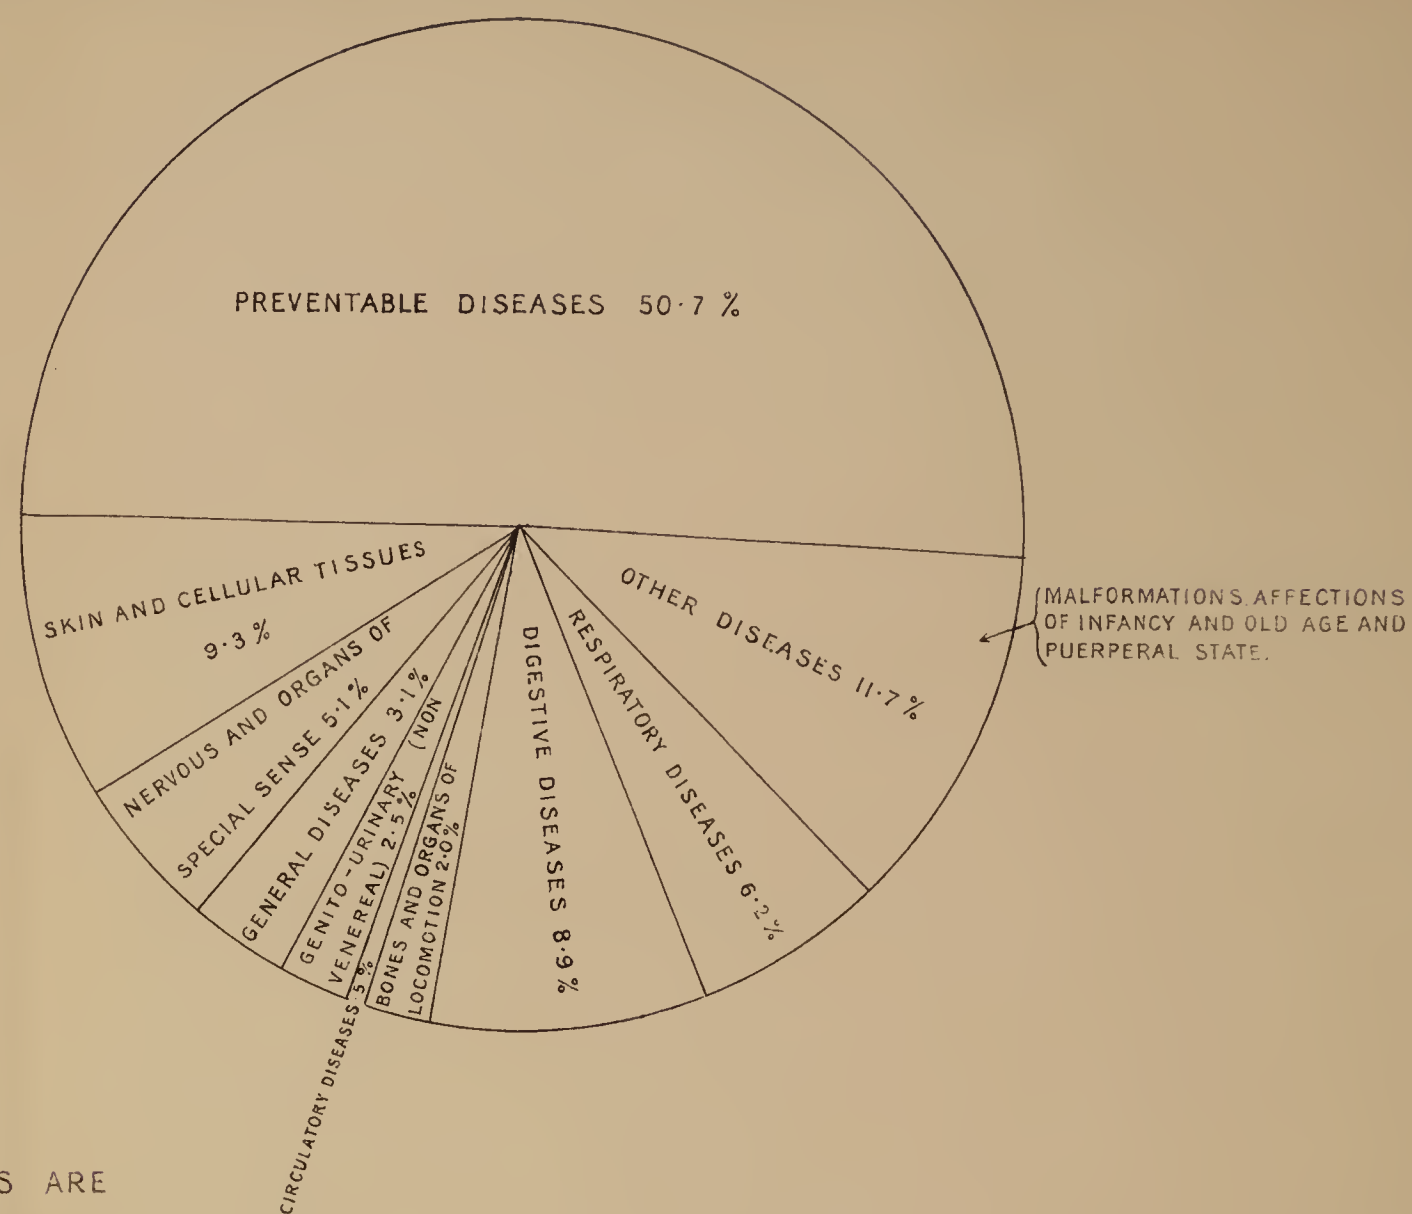 PREVENTABLE DISEASES 50·7 %
SKIN AND CELLULAR TISSUES
9·3 %
NERVOUS AND ORGANS OF
SPECIAL SENSE 5·1 %
GENERAL DISEASES 3·1 %
GENITO-URINARY (NON
VENEREAL) 2·5 %
CIRCULATORY DISEASES ·5 %
BONES AND ORGANS OF
LOCOMOTION 2·0%
DIGESTIVE DISEASES 8·9 %
RESPIRATORY DISEASES 6·2 %
OTHER DISEASES 11·7 %
MALFORMATIONS, AFFECTIONS
OF INFANCY AND OLD AGE AND
PUERPERAL STATE.
S ARE